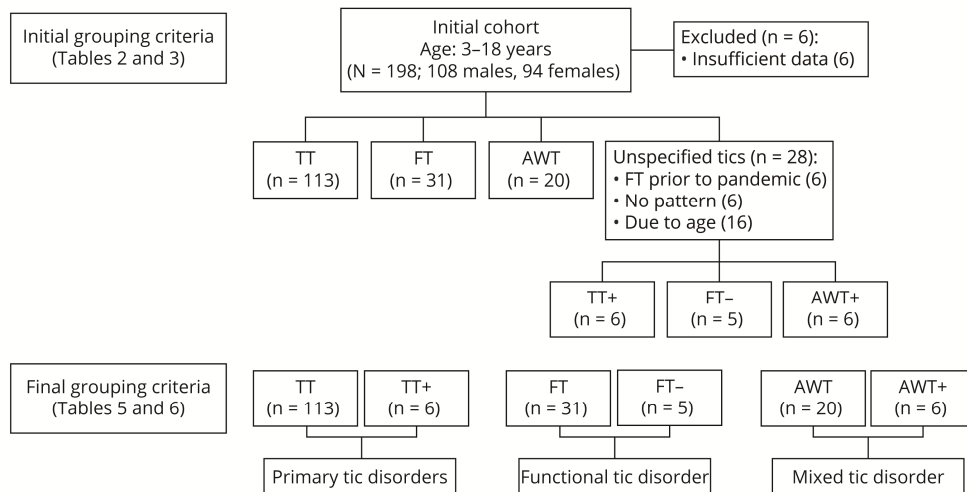 Initial grouping criteria
(Tables 2 and 3)
Initial cohort
Age: 3–18 years
(N = 198; 108 males, 94 females)
Excluded (n = 6):
• Insufficient data (6)
TT
(n = 113)
FT
(n = 31)
AWT
(n = 20)
Unspecified tics (n = 28):
• FT prior to pandemic (6)
• No pattern (6)
• Due to age (16)
TT+
(n = 6)
FT–
(n = 5)
AWT+
(n = 6)
Final grouping criteria
(Tables 5 and 6)
TT
(n = 113)
TT+
(n = 6)
FT
(n = 31)
FT–
(n = 5)
AWT
(n = 20)
AWT+
(n = 6)
Primary tic disorders
Functional tic disorder
Mixed tic disorder